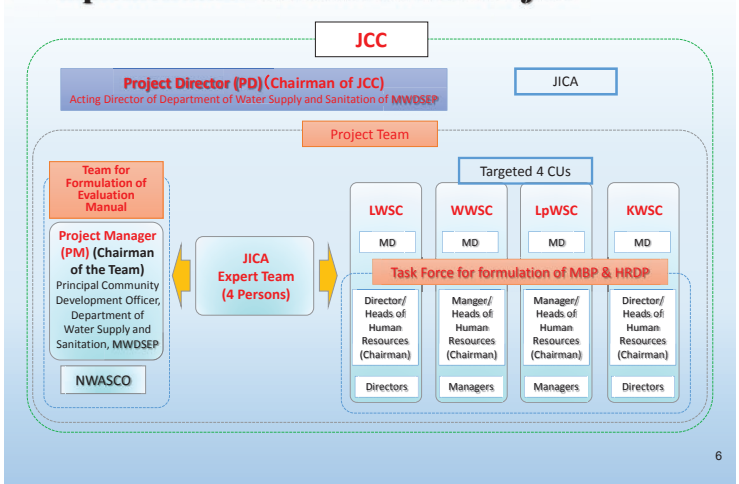 JCC
Project Director (PD)(Chairman of JCC)
Acting Director of Department of Water Supply and Sanitation of MWDSEP
JICA
Project Team
Team for
Formulation of
Evaluation
Manual
Project Manager
(PM) (Chairman
of the Team)
Principal Community
Development Officer,
Department of
Water Supply and
Sanitation, MWDSEP
NWASCO
JICA
Expert Team
(4 Persons)
Targeted 4 CUs
LWSC
WWSC
LpWSC
KWSC
MD
MD
MD
MD
Task Force for formulation of MBP & HRDP
Director/
Heads of
Human
Resources
(Chairman)
Manger/
Heads of
Human
Resources
(Chairman)
Manager/
Heads of
Human
Resources
(Chairman)
Director/
Heads of
Human
Resources
(Chairman)
Directors
Managers
Managers
Directors
6